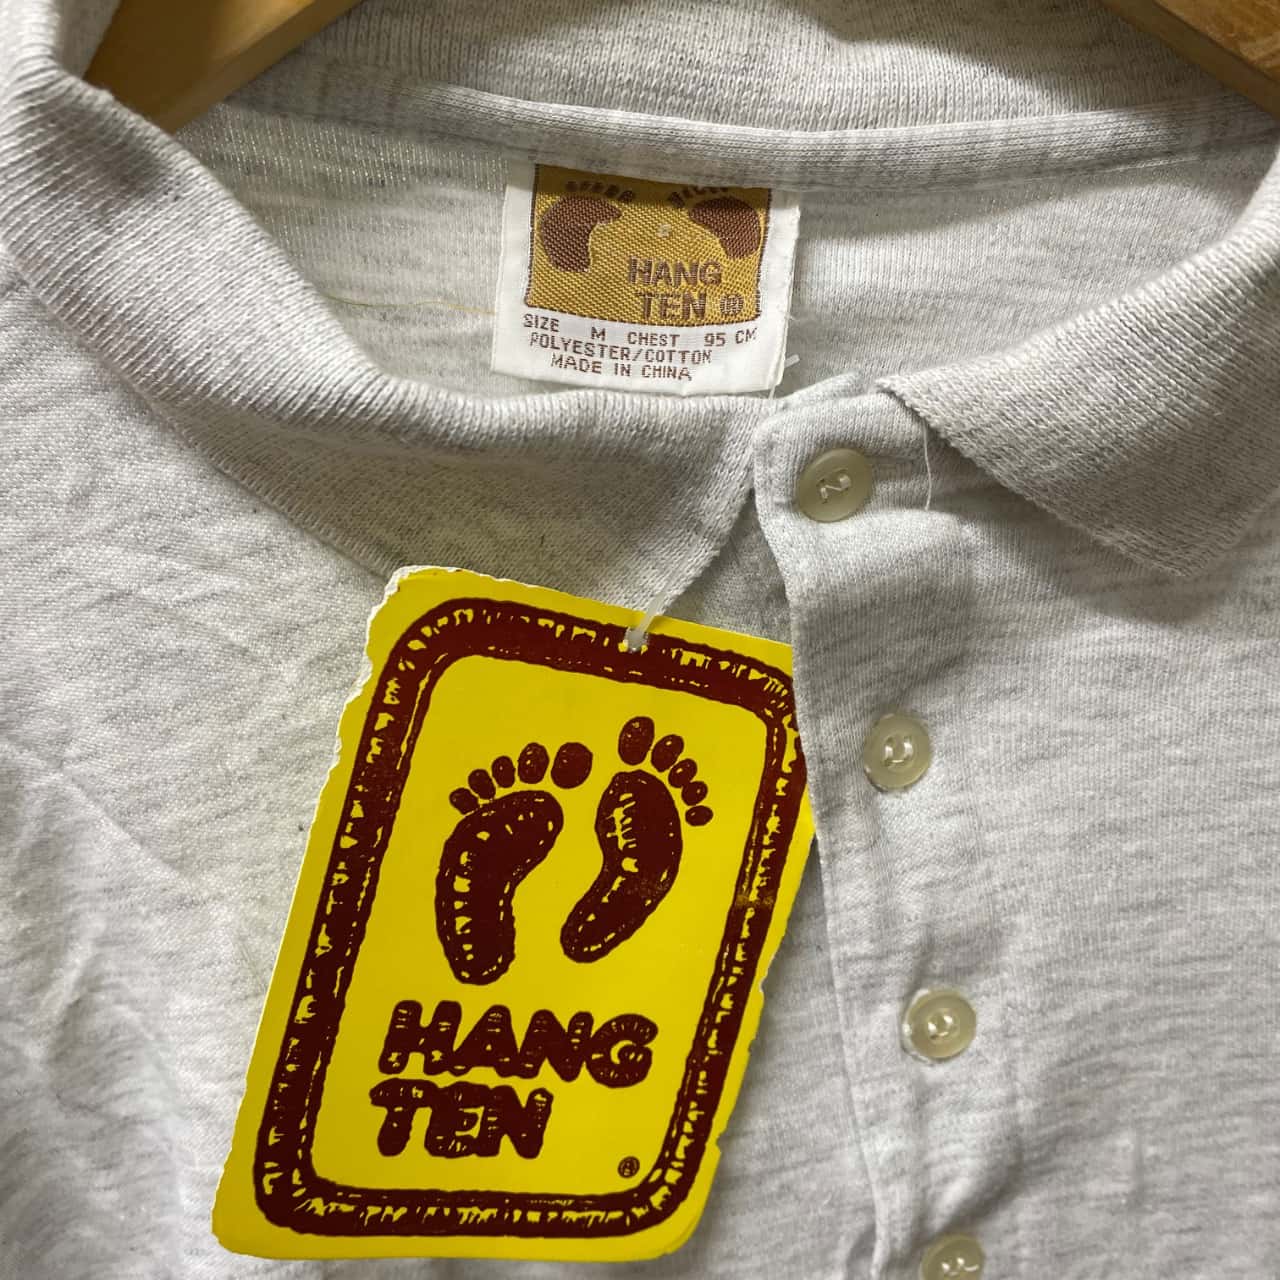 HANG
TEN ®
SIZE M CHEST 95 CM
POLYESTER/COTTON
MADE IN CHINA
HANG
TEN
®